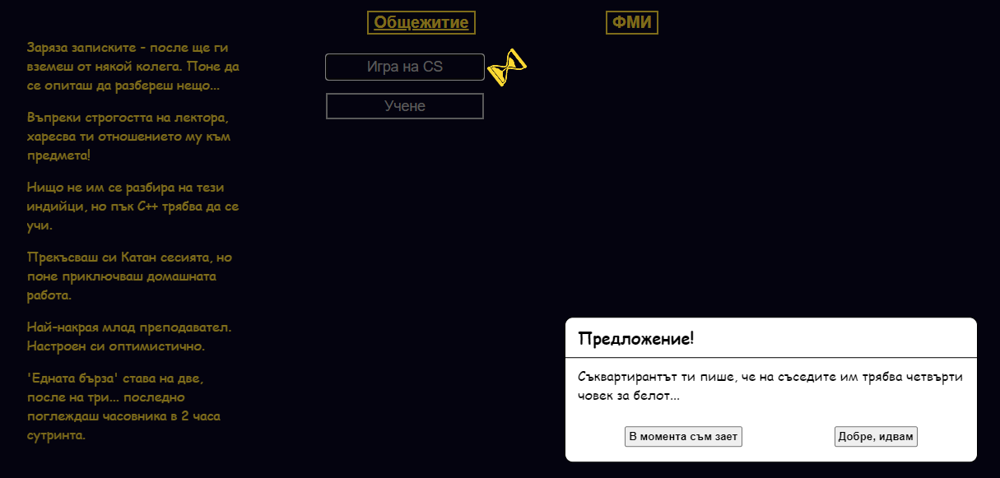 Общежитие
ФМИ
Заряза записките - после ще ги
вземеш от някой колега. Поне да
се опиташ да разбереш нещо...
Игра на CS
Учене
Въпреки строгостта на лектора,
харесва ти отношението му към
предмета!
Нищо не им се разбира на тези
индийци, но пък C++ трябва да се
учи.
Прекъсваш си Катан сесията, но
поне приключваш домашната
работа.
Най-накрая млад преподавател.
Настроен си оптимистично.
'Едната бърза' става на две,
после на три... последно
поглеждаш часовника в 2 часа
сутринта.
Предложение!
Съквартирантът ти пише, че на съседите им трябва четвърти
човек за белот...
В момента съм зает
Добре, идвам